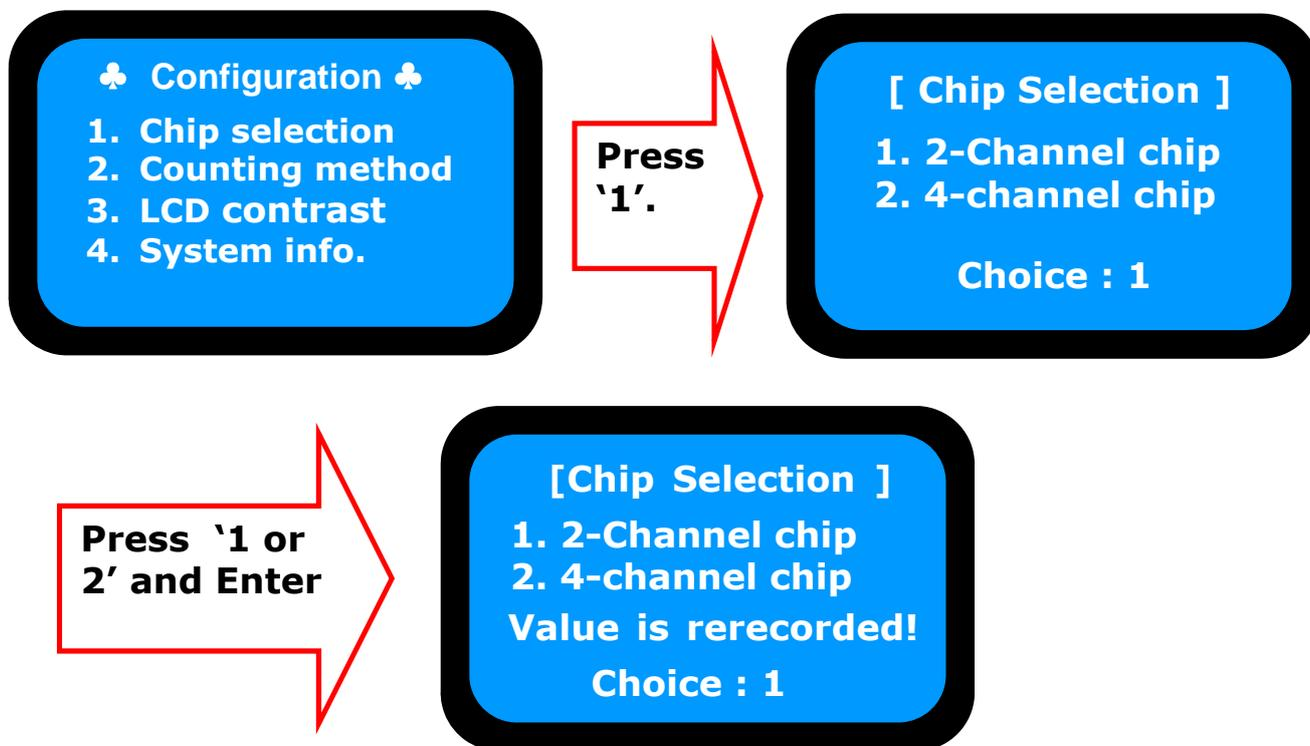 ♣ Configuration ♣
1. Chip selection
2. Counting method
3. LCD contrast
4. System info.
Press
‘1’.
[ Chip Selection ]
1. 2-Channel chip
2. 4-channel chip
Choice : 1
Press ‘1 or
2’ and Enter
[Chip Selection ]
1. 2-Channel chip
2. 4-channel chip
Value is rerecorded!
Choice : 1